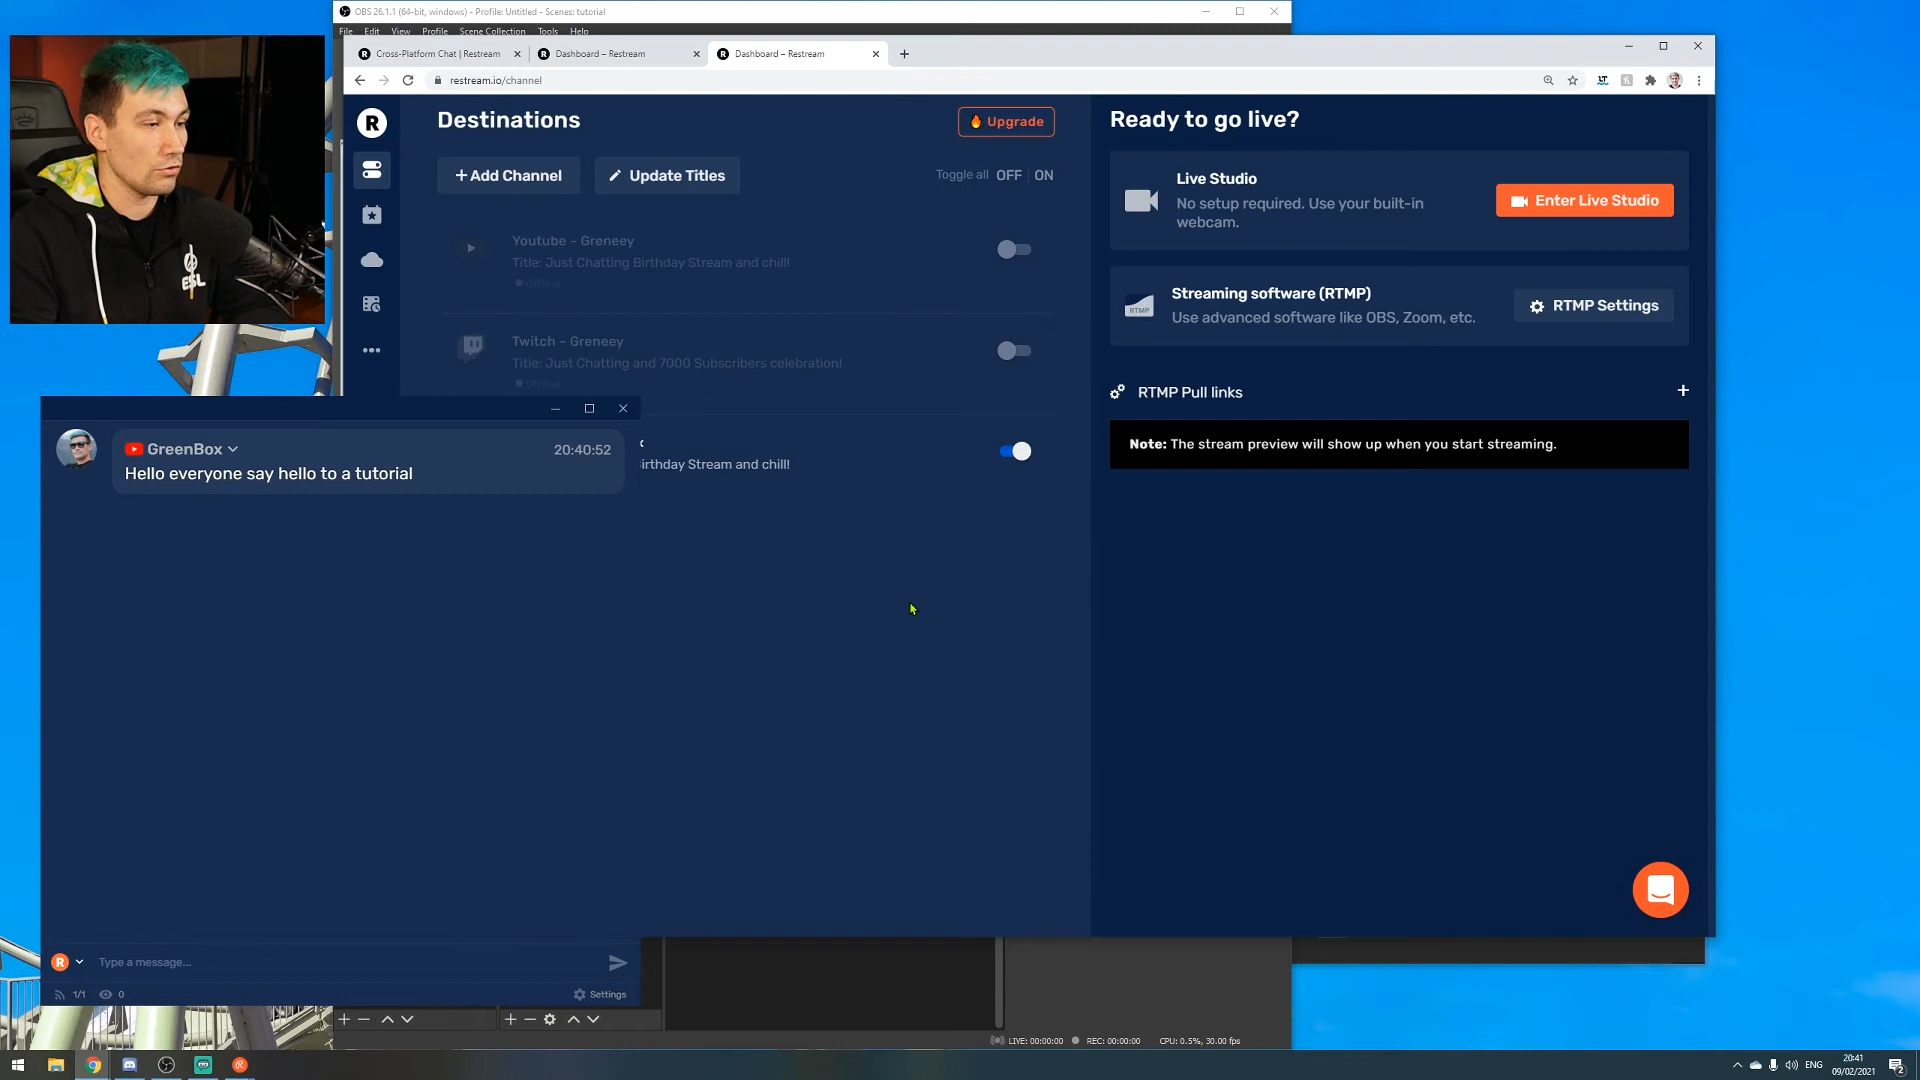 OBS 26.1.1 (64-bit, windows) - Profile: Untitled - Scenes: tutorial
File Edit View Profile Scene Collection Tools Help
Cross-Platform Chat | Restream
Dashboard – Restream
Dashboard – Restream
restream.io/channel
R
Destinations
Upgrade
+ Add Channel
Update Titles
Toggle all OFF | ON
Youtube - Greneey
Title: Just Chatting Birthday Stream and chill!
Offline
Twitch - Greneey
Title: Just Chatting and 7000 Subscribers celebration!
Offline
x
irthday Stream and chill!
Ready to go live?
Live Studio
No setup required. Use your built-in
webcam.
Enter Live Studio
RTMP
Streaming software (RTMP)
Use advanced software like OBS, Zoom, etc.
RTMP Settings
RTMP Pull links
Note: The stream preview will show up when you start streaming.
ESL
GreenBox
20:40:52
Hello everyone say hello to a tutorial
R
Type a message...
1/1
0
Settings
LIVE: 00:00:00
REC: 00:00:00
CPU: 0.5%, 30.00 fps
ENG
20:41
09/02/2021
2